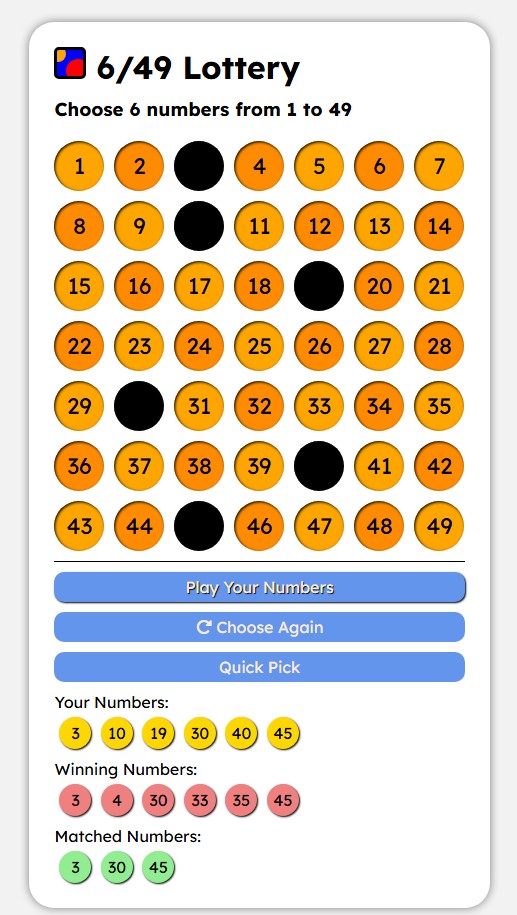 6/49 Lottery
Choose 6 numbers from 1 to 49
1 2 4 5 6 7
8 9 11 12 13 14
15 16 17 18 20 21
22 23 24 25 26 27 28
29 31 32 33 34 35
36 37 38 39 41 42
43 44 46 47 48 49
Play Your Numbers
Choose Again
Quick Pick
Your Numbers:
3 10 19 30 40 45
Winning Numbers:
3 4 30 33 35 45
Matched Numbers:
3 30 45